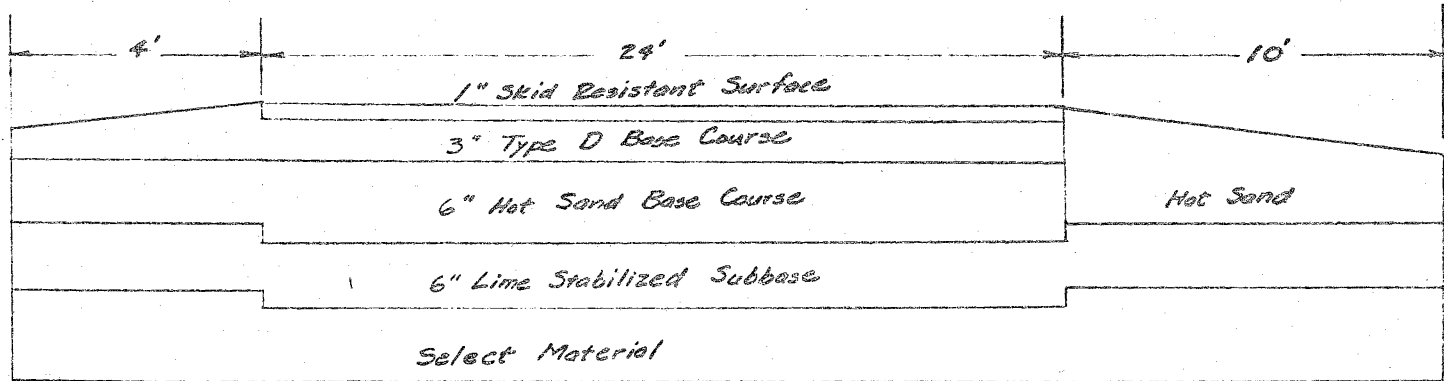 4' 24' 10'
1" Skid Resistant Surface
3" Type D Base Course
6" Hot Sand Base Course Hot Sand
6" Lime Stabilized Subbase
Select Material